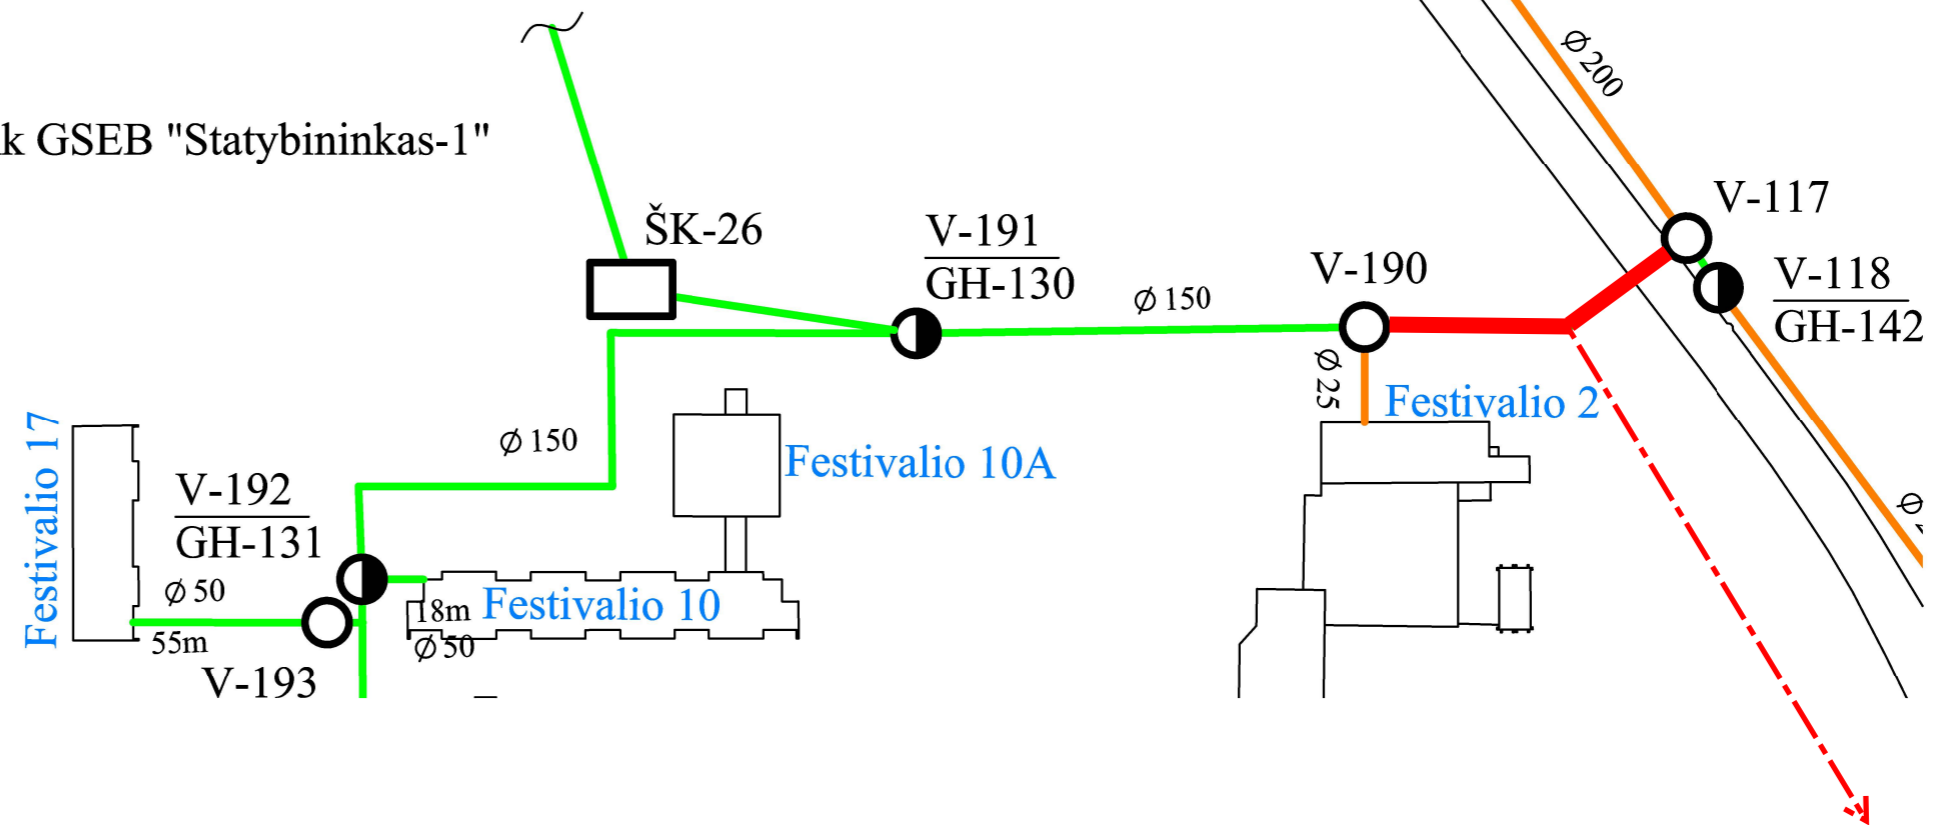 Ø 200
k GSEB "Statybininkas-1"
V-117
ŠK-26
V-191
GH-130
V-190
V-118
GH-142
Ø 150
Ø 25
Festivalio 2
Festivalio 17
Ø 150
Festivalio 10A
V-192
GH-131
Ø 50
55m
V-193
18m
Ø 50
Festivalio 10